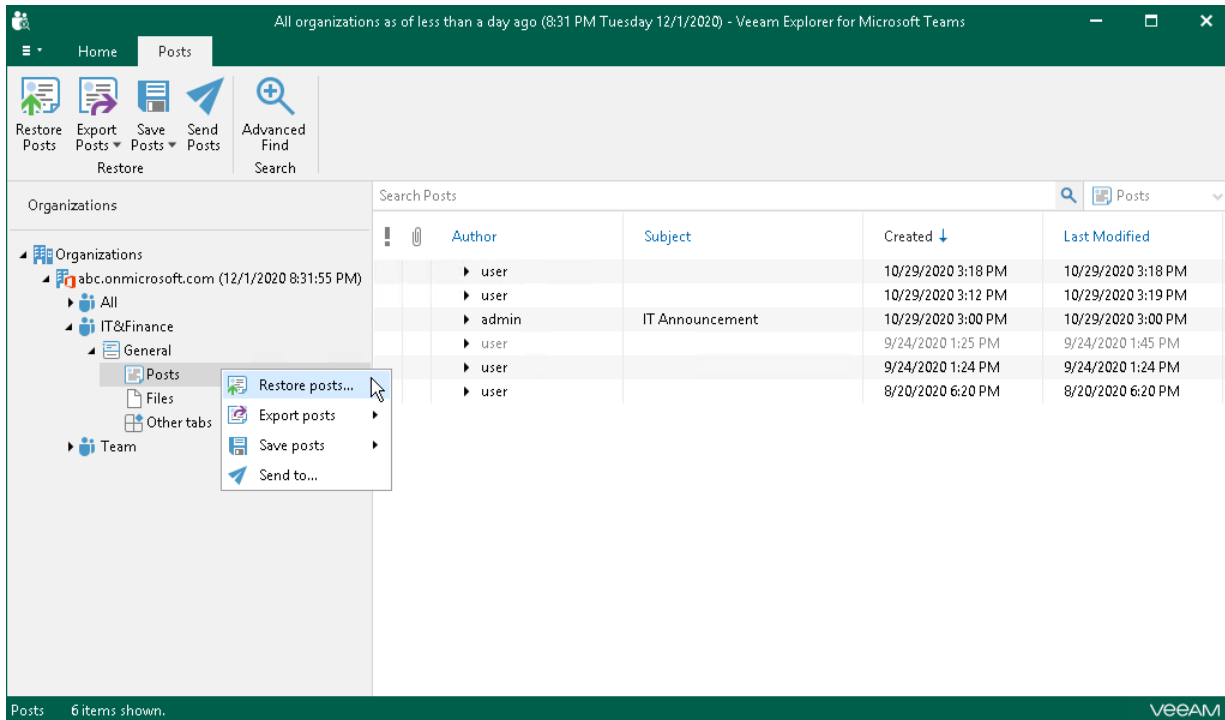 All organizations as of less than a day ago (8:31 PM Tuesday 12/1/2020) - Veeam Explorer for Microsoft Teams
Home Posts
Restore Posts
Export Posts
Save Posts
Send Posts
Advanced Find
Restore Search
Organizations
Organizations
abc.onmicrosoft.com (12/1/2020 8:31:55 PM)
All
IT&Finance
General
Posts
Files
Other tabs
Team
Restore posts...
Export posts
Save posts
Send to...
Search Posts Posts
Author Subject Created Last Modified
user 10/29/2020 3:18 PM 10/29/2020 3:18 PM
user 10/29/2020 3:12 PM 10/29/2020 3:19 PM
admin IT Announcement 10/29/2020 3:00 PM 10/29/2020 3:00 PM
user 9/24/2020 1:25 PM 9/24/2020 1:45 PM
user 9/24/2020 1:24 PM 9/24/2020 1:24 PM
user 8/20/2020 6:20 PM 8/20/2020 6:20 PM
Posts 6 items shown. VEEAM